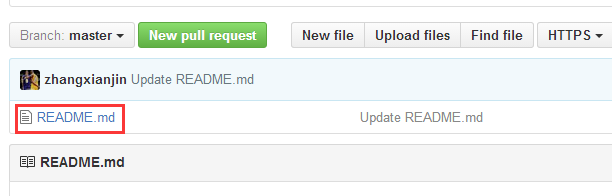 Branch: master New pull request New file Upload files Find file HTTPS
zhangxianjin Update README.md
README.md Update README.md
README.md